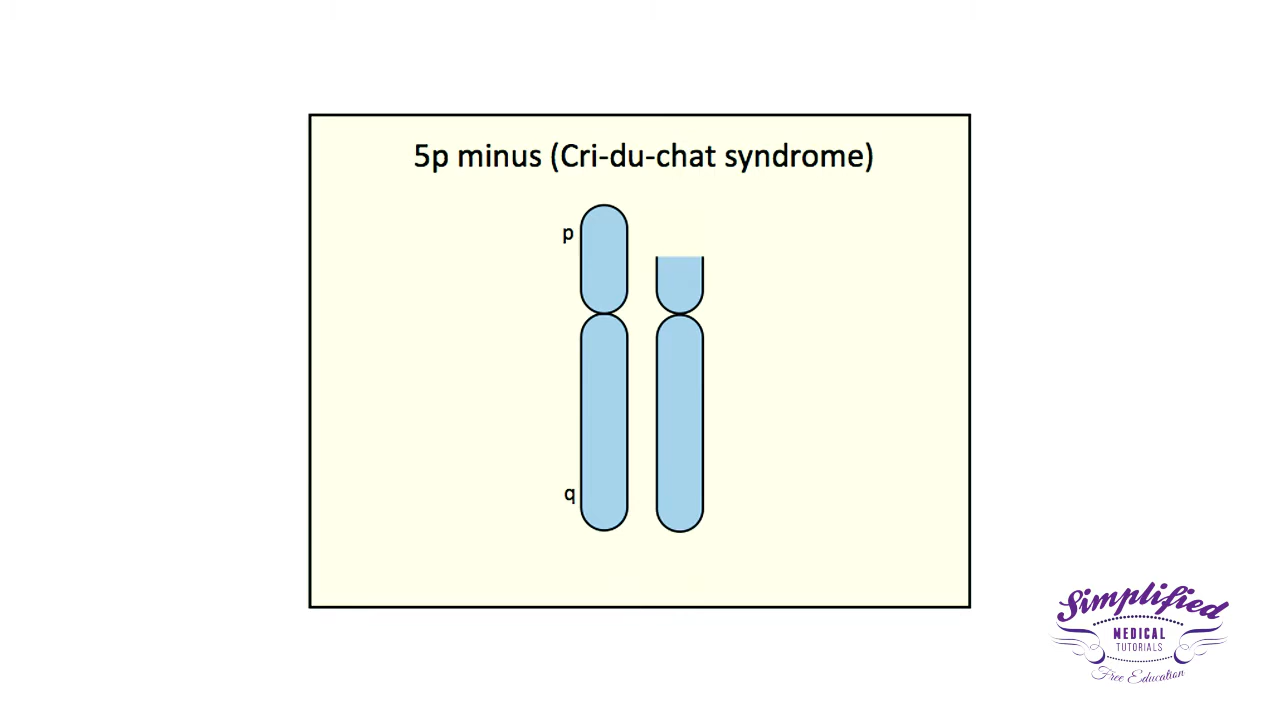 5p minus (Cri-du-chat syndrome)
p
q
Simplified
MEDICAL
TUTORIALS
Free Education